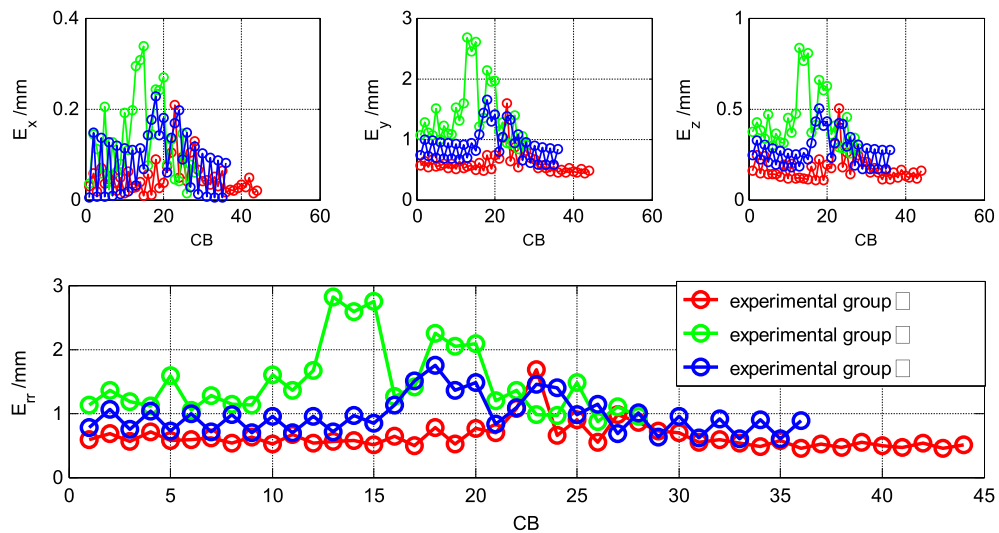 0.4
0.2
0
E_x /mm
0 20 40 60
CB
3
2
1
0
E_y /mm
0 20 40 60
CB
1
0.5
0
E_z /mm
0 20 40 60
CB
3
2
1
0
E_rr /mm
0 5 10 15 20 25 30 35 40 45
CB
experimental group □
experimental group □
experimental group □